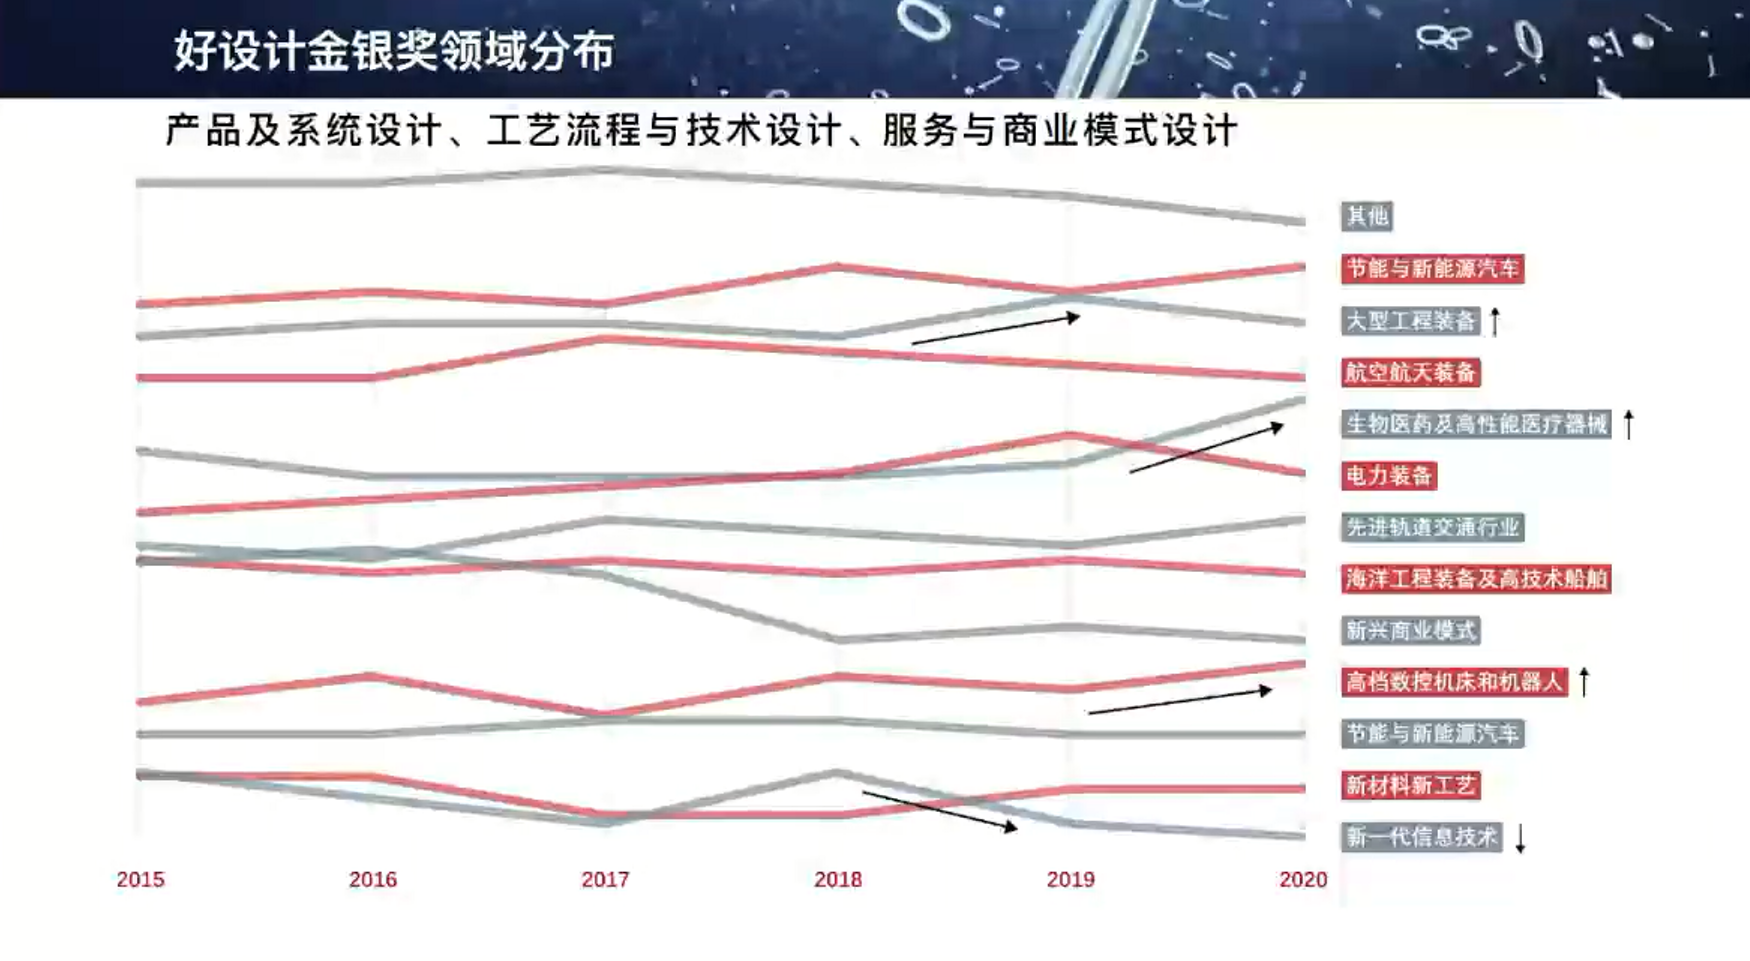 好设计金银奖领域分布
产品及系统设计、工艺流程与技术设计、服务与商业模式设计
其他
节能与新能源汽车
大型工程装备
航空航天装备
生物医药及高性能医疗器械
电力装备
先进轨道交通行业
海洋工程装备及高技术船舶
新兴商业模式
高档数控机床和机器人
节能与新能源汽车
新材料新工艺
新一代信息技术
2015 2016 2017 2018 2019 2020